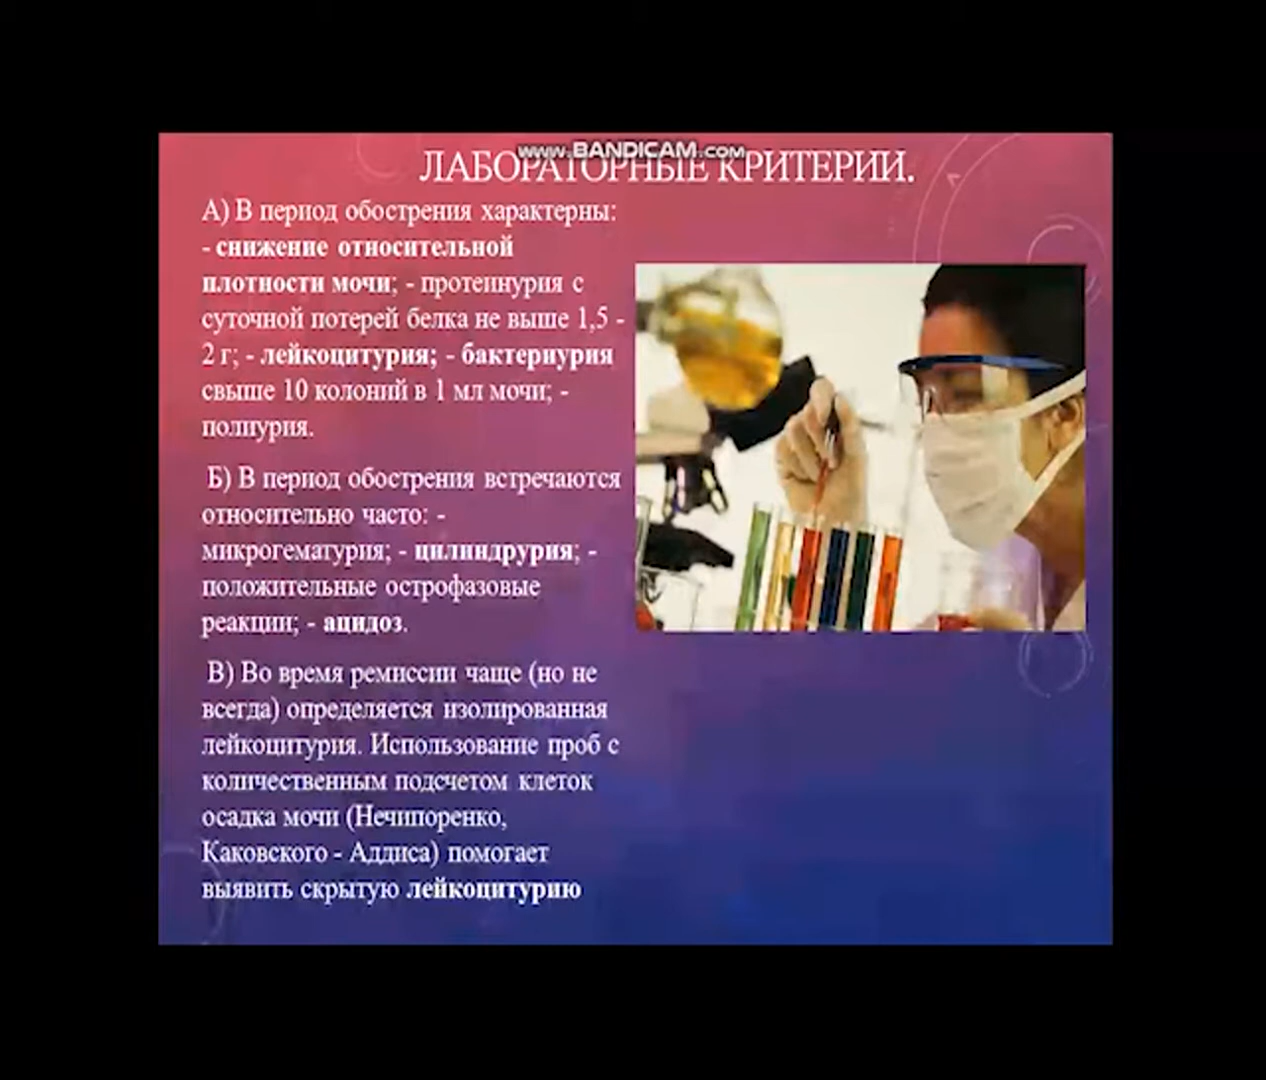 www.BANDICAM.COM
ЛАБОРАТОРНЫЕ КРИТЕРИИ.
А) В период обострения характерны:
- снижение относительной
плотности мочи; - протеинурия с
суточной потерей белка не выше 1,5 -
2 г; - лейкоцитурия; - бактериурия
свыше 10 колоний в 1 мл мочи; -
полиурия.
Б) В период обострения встречаются
относительно часто: -
микрогематурия; - цилиндрурия; -
положительные острофазовые
реакции; - ацидоз.
В) Во время ремиссии чаще (но не
всегда) определяется изолированная
лейкоцитурия. Использование проб с
количественным подсчетом клеток
осадка мочи (Нечипоренко,
Каковского - Аддиса) помогает
выявить скрытую лейкоцитурию